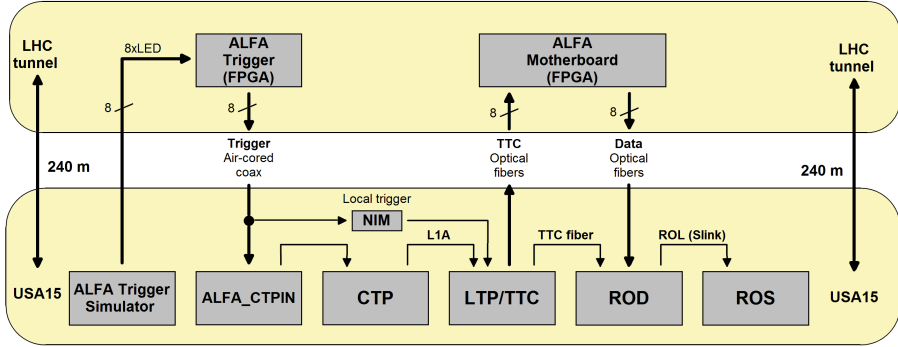 LHC
tunnel
8xLED
ALFA
Trigger
(FPGA)
ALFA
Motherboard
(FPGA)
LHC
tunnel
8
8
8
8
240 m
Trigger
Air-cored
coax
TTC
Optical
fibers
Data
Optical
fibers
240 m
Local trigger
NIM
L1A
TTC fiber
ROL (Slink)
USA15
ALFA Trigger
Simulator
ALFA_CTPIN
CTP
LTP/TTC
ROD
ROS
USA15